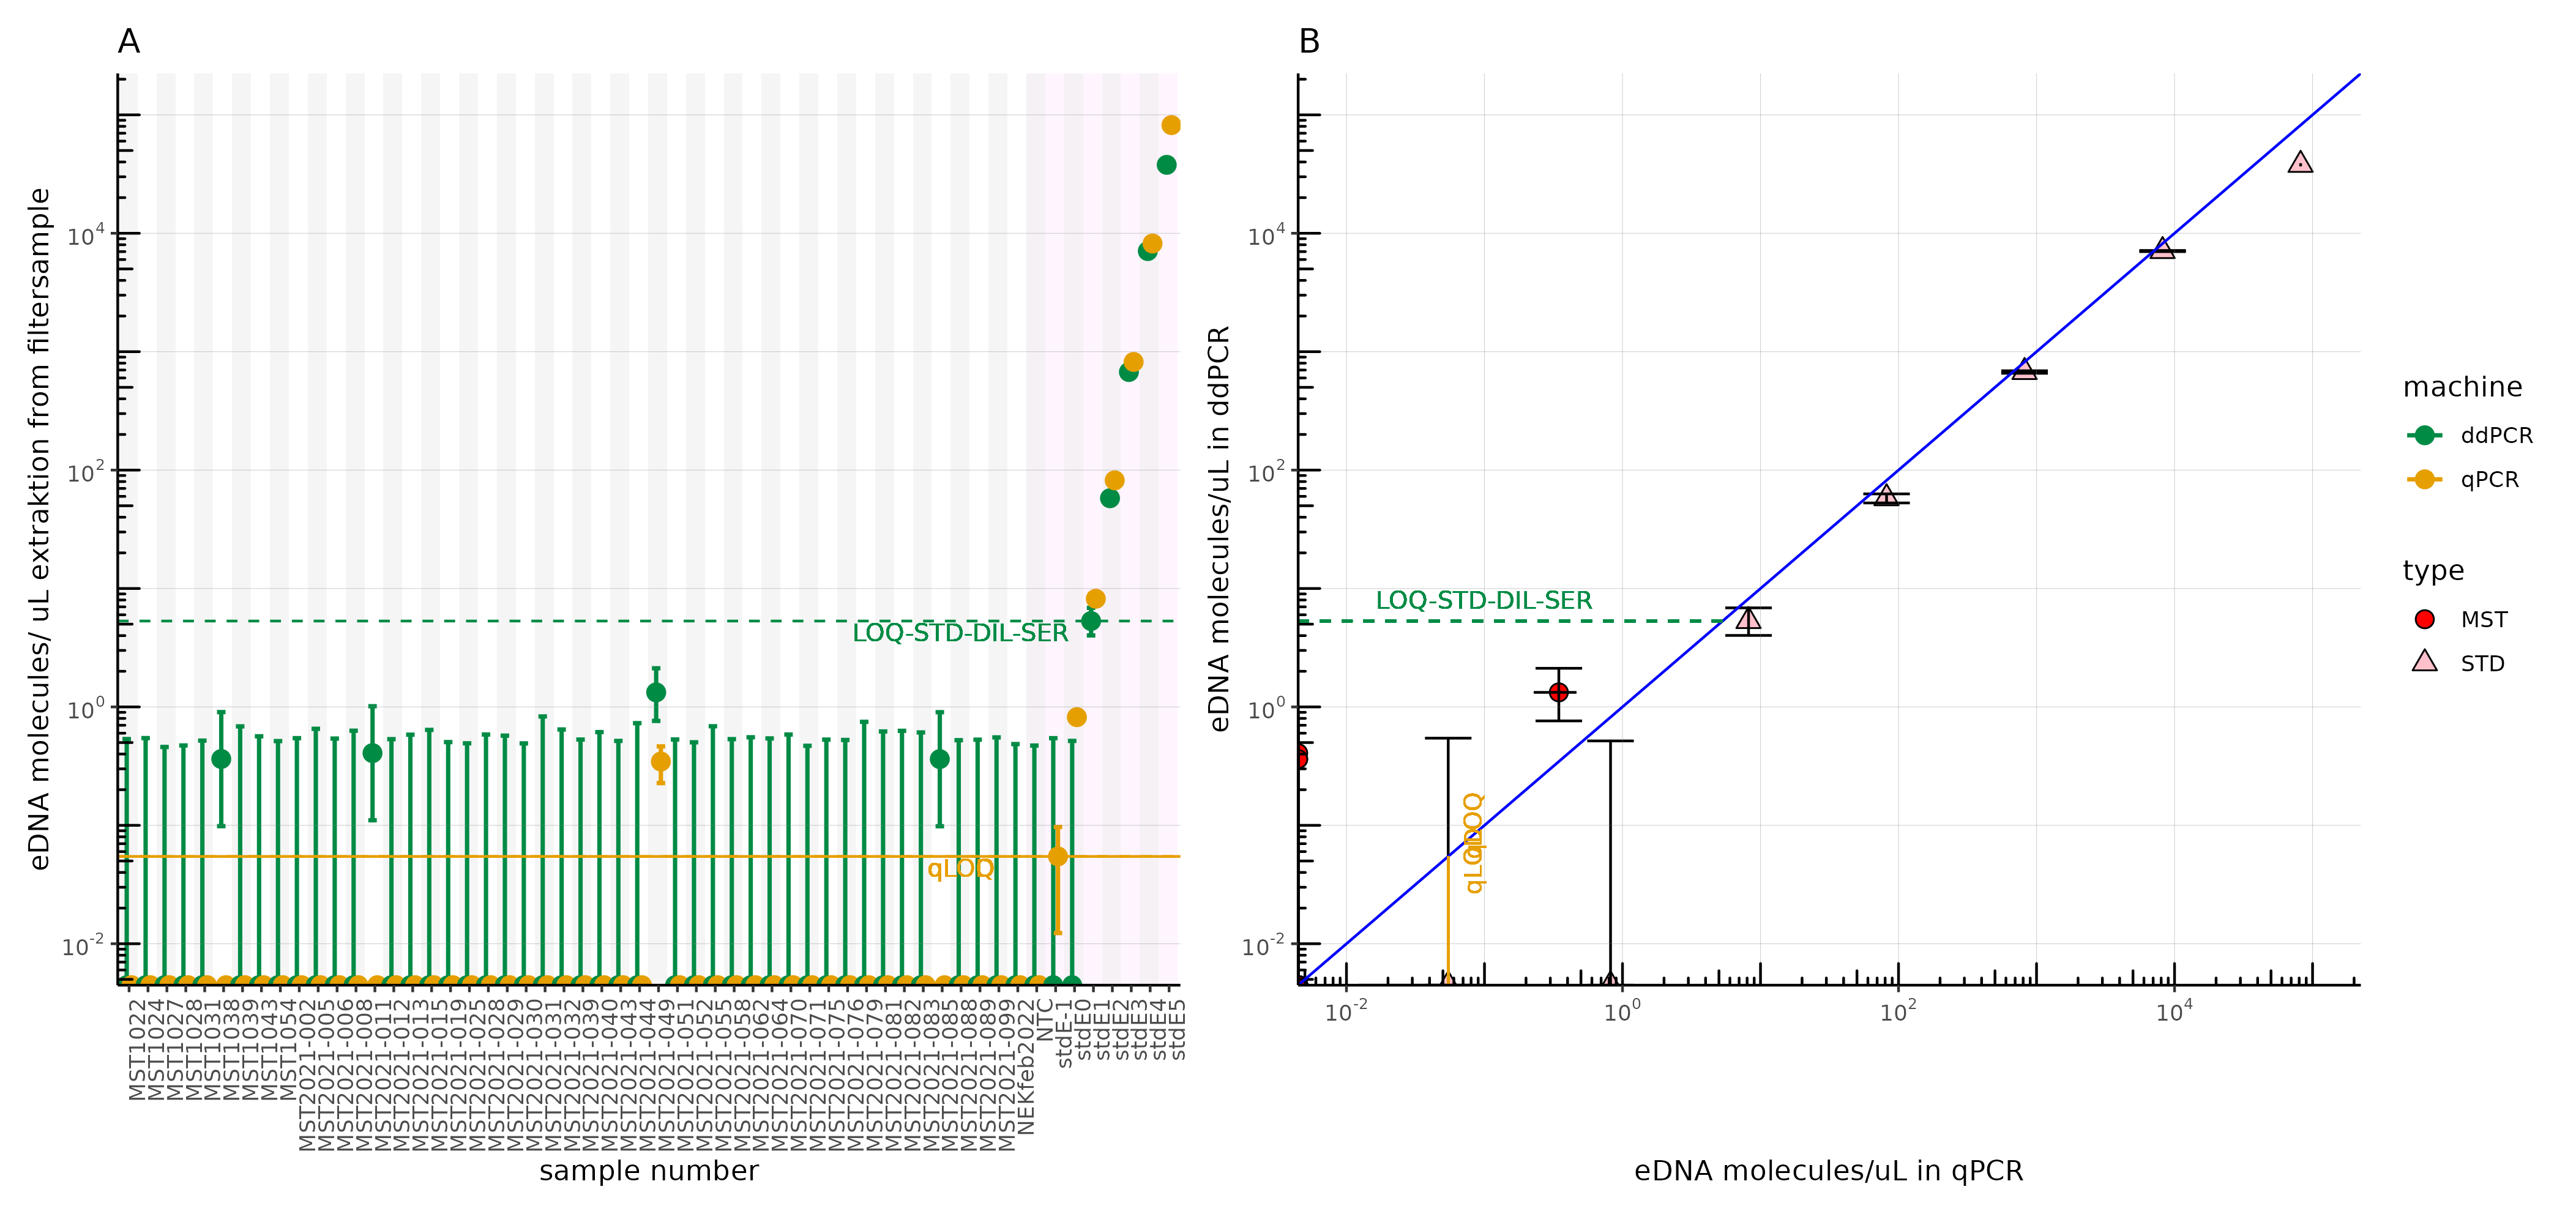 A
eDNA molecules/ uL extraktion from filtersample
10^4
10^2
10^0
10^-2
LOQ-STD-DIL-SER
qLOQ
MST1022
MST1024
MST1027
MST1028
MST1031
MST1038
MST1039
MST1043
MST1054
MST2021-002
MST2021-005
MST2021-006
MST2021-008
MST2021-011
MST2021-012
MST2021-013
MST2021-015
MST2021-019
MST2021-025
MST2021-028
MST2021-029
MST2021-030
MST2021-031
MST2021-032
MST2021-039
MST2021-040
MST2021-043
MST2021-044
MST2021-049
MST2021-051
MST2021-052
MST2021-055
MST2021-058
MST2021-062
MST2021-064
MST2021-070
MST2021-071
MST2021-075
MST2021-076
MST2021-079
MST2021-081
MST2021-082
MST2021-083
MST2021-085
MST2021-088
MST2021-089
MST2021-099
NEKfeb2022
NTC
stdE-1
stdE0
stdE1
stdE2
stdE3
stdE4
stdE5
sample number
B
eDNA molecules/uL in ddPCR
10^4
10^2
10^0
10^-2
LOQ-STD-DIL-SER
qLOQ
qLOQ
10^-2
10^0
10^2
10^4
eDNA molecules/uL in qPCR
machine
ddPCR
qPCR
type
MST
STD